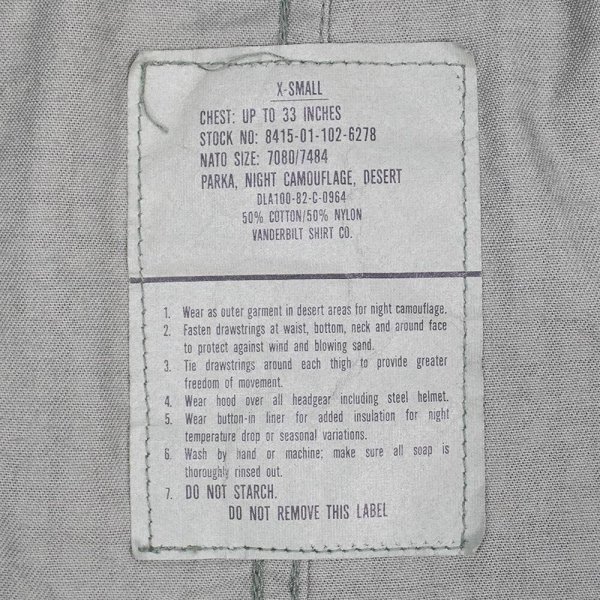 X-SMALL
CHEST: UP TO 33 INCHES
STOCK NO: 8415-01-102-6278
NATO SIZE: 7080/7484
PARKA, NIGHT CAMOUFLAGE, DESERT
DLA100-82-C-0964
50% COTTON/50% NYLON
VANDERBILT SHIRT CO.
1. Wear as outer garment in desert areas for night camouflage.
2. Fasten drawstrings at waist, bottom, neck and around face
to protect against wind and blowing sand.
3. Tie drawstrings around each thigh to provide greater
freedom of movement.
4. Wear hood over all headgear including steel helmet.
5. Wear button-in liner for added insulation for night
temperature drop or seasonal variations.
6. Wash by hand or machine; make sure all soap is
thoroughly rinsed out.
7. DO NOT STARCH.
DO NOT REMOVE THIS LABEL